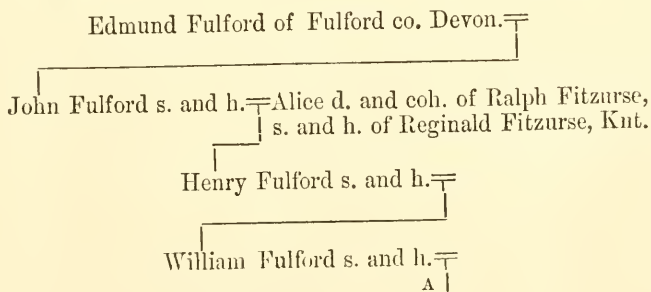 Edmund Fulford of Fulford co. Devon.
John Fulford s. and h.
Alice d. and coh. of Ralph Fitzurse,
s. and h. of Reginald Fitzurse, Knt.
Henry Fulford s. and h.
William Fulford s. and h.
A